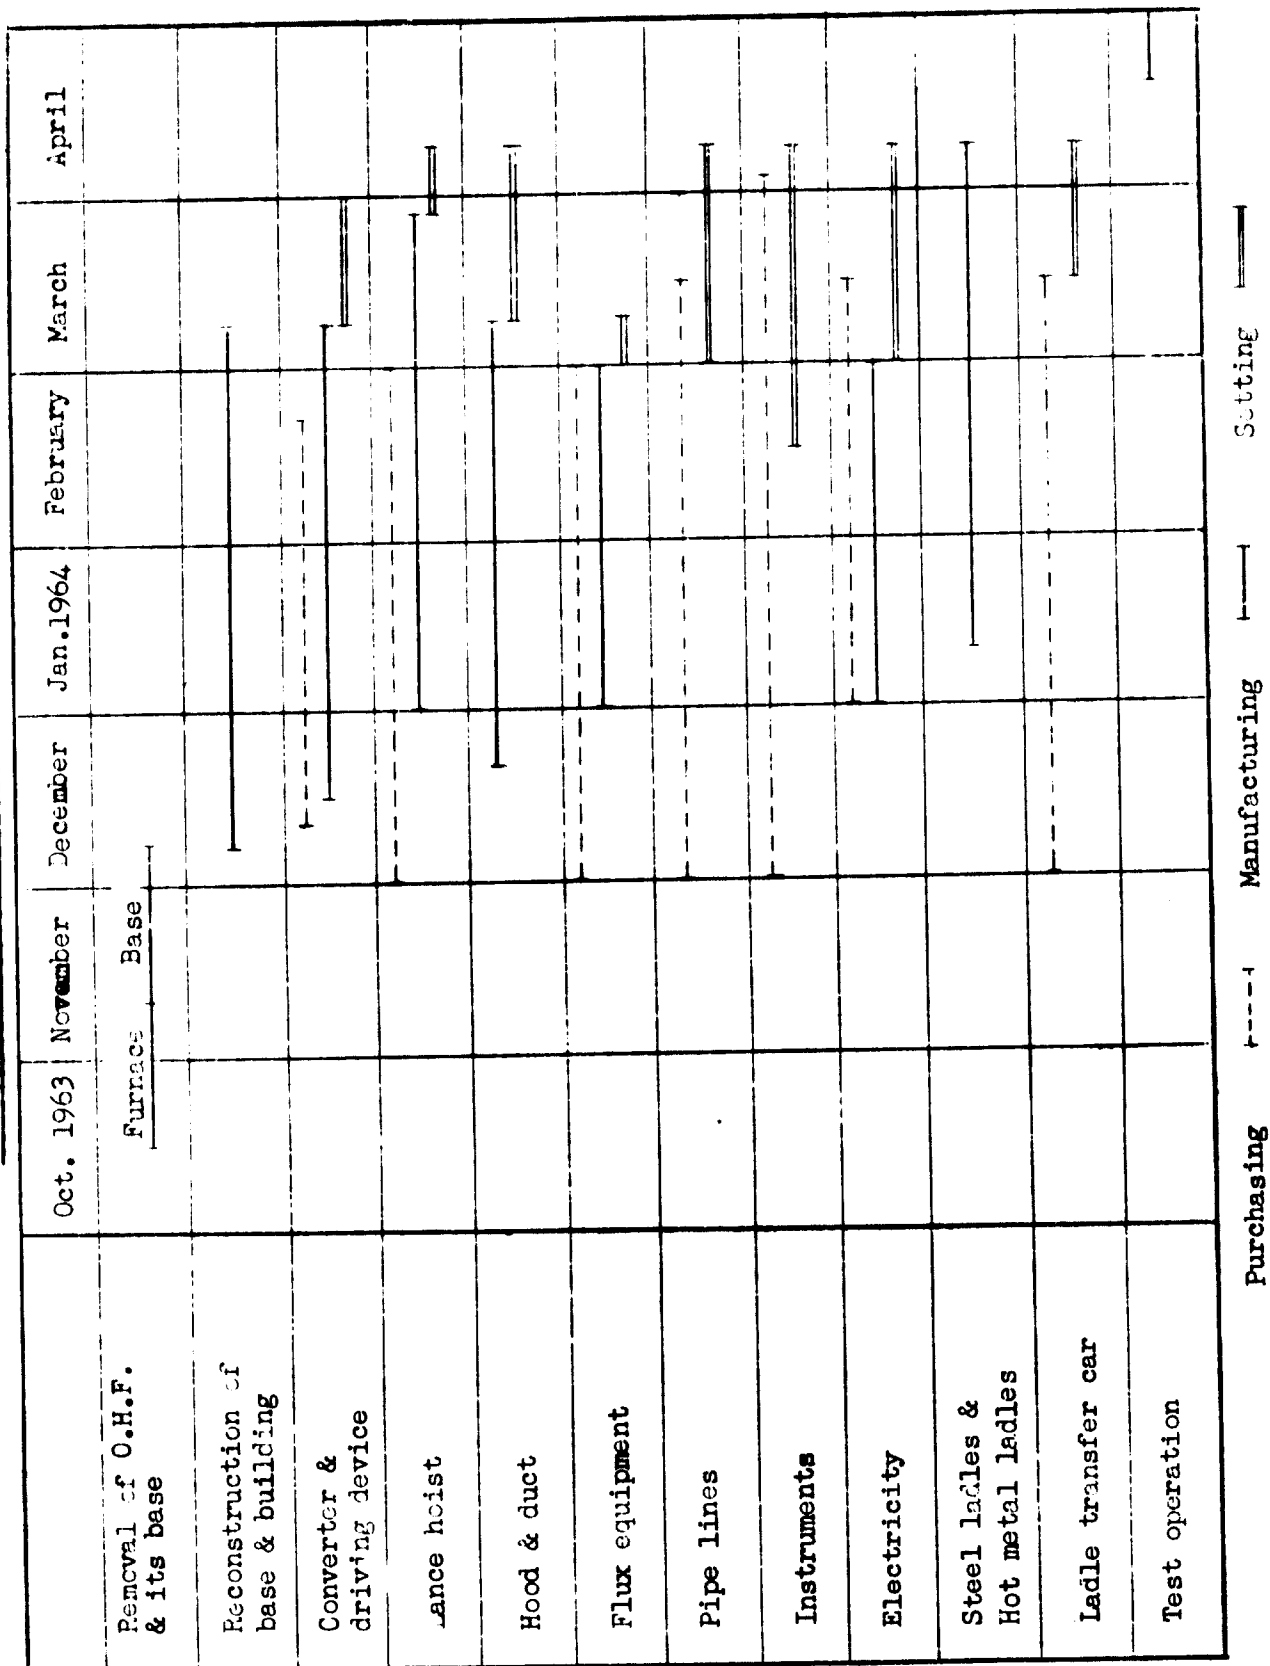 Oct. 1963
November
December
Jan.1964
February
March
April
Removal of O.H.F.
& its base
Furnace
Base
Reconstruction of
base & building
Converter &
driving device
Lance hoist
Hood & duct
Flux equipment
Pipe lines
Instruments
Electricity
Steel ladles &
Hot metal ladles
Ladle transfer car
Test operation
Purchasing
Manufacturing
Setting